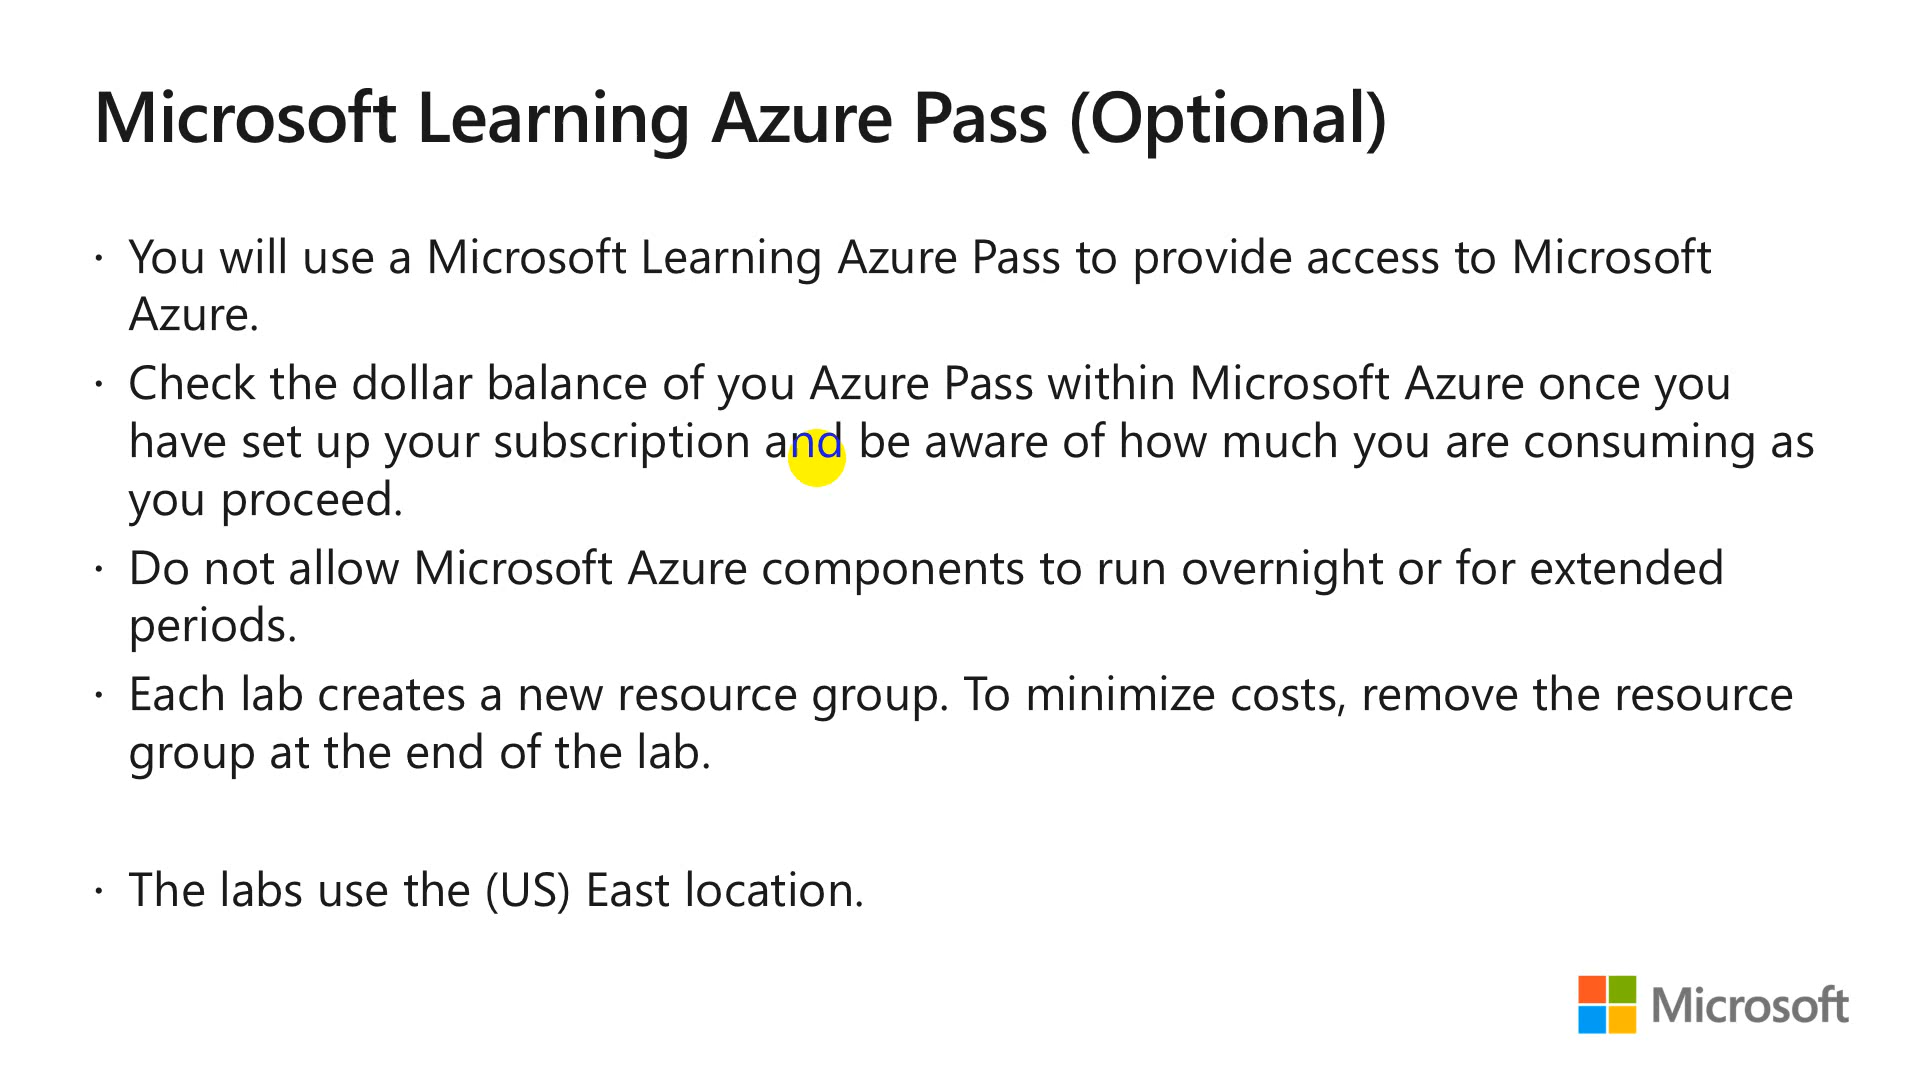 Microsoft Learning Azure Pass (Optional)
· You will use a Microsoft Learning Azure Pass to provide access to Microsoft
Azure.
· Check the dollar balance of you Azure Pass within Microsoft Azure once you
have set up your subscription and be aware of how much you are consuming as
you proceed.
· Do not allow Microsoft Azure components to run overnight or for extended
periods.
· Each lab creates a new resource group. To minimize costs, remove the resource
group at the end of the lab.
· The labs use the (US) East location.
Microsoft